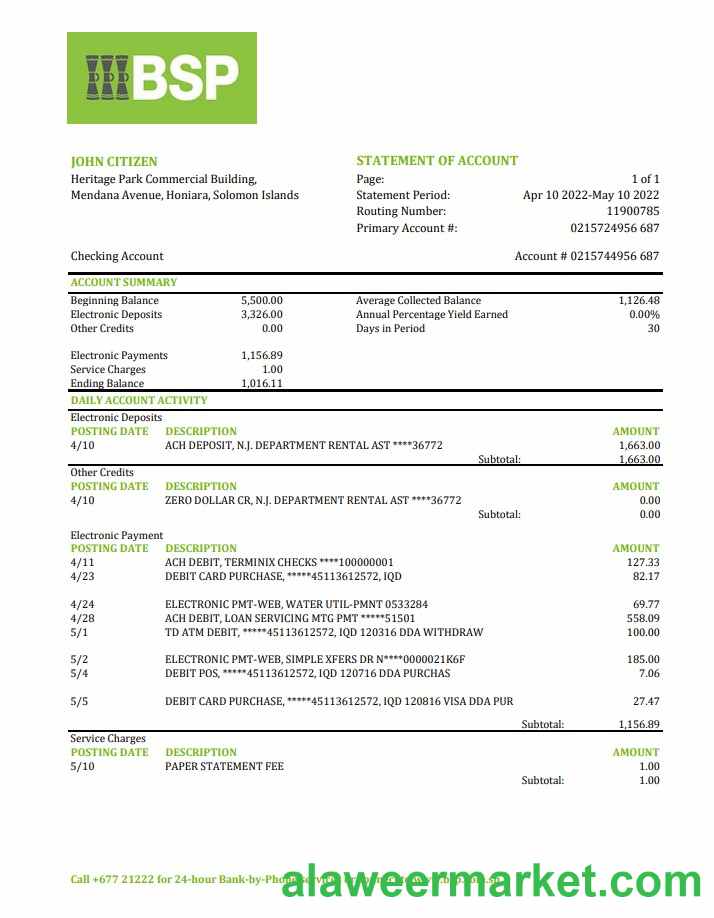 BSP
JOHN CITIZEN
Heritage Park Commercial Building,
Mendana Avenue, Honiara, Solomon Islands
STATEMENT OF ACCOUNT
Page: 1 of 1
Statement Period: Apr 10 2022-May 10 2022
Routing Number: 11900785
Primary Account #: 0215724956 687
Checking Account Account # 0215744956 687
ACCOUNT SUMMARY
Beginning Balance 5,500.00 Average Collected Balance 1,126.48
Electronic Deposits 3,326.00 Annual Percentage Yield Earned 0.00%
Other Credits 0.00 Days in Period 30
Electronic Payments 1,156.89
Service Charges 1.00
Ending Balance 1,016.11
DAILY ACCOUNT ACTIVITY
Electronic Deposits
POSTING DATE DESCRIPTION AMOUNT
4/10 ACH DEPOSIT, N.J. DEPARTMENT RENTAL AST ****36772 1,663.00
Subtotal: 1,663.00
Other Credits
POSTING DATE DESCRIPTION AMOUNT
4/10 ZERO DOLLAR CR, N.J. DEPARTMENT RENTAL AST ****36772 0.00
Subtotal: 0.00
Electronic Payment
POSTING DATE DESCRIPTION AMOUNT
4/11 ACH DEBIT, TERMINIX CHECKS ****100000001 127.33
4/23 DEBIT CARD PURCHASE, *****45113612572, IQD 82.17
4/24 ELECTRONIC PMT-WEB, WATER UTIL-PMNT 0533284 69.77
4/28 ACH DEBIT, LOAN SERVICING MTG PMT *****51501 558.09
5/1 TD ATM DEBIT, *****45113612572, IQD 120316 DDA WITHDRAW 100.00
5/2 ELECTRONIC PMT-WEB, SIMPLE XFERS DR N****0000021K6F 185.00
5/4 DEBIT POS, *****45113612572, IQD 120716 DDA PURCHAS 7.06
5/5 DEBIT CARD PURCHASE, *****45113612572, IQD 120816 VISA DDA PUR 27.47
Subtotal: 1,156.89
Service Charges
POSTING DATE DESCRIPTION AMOUNT
5/10 PAPER STATEMENT FEE 1.00
Subtotal: 1.00
Call +677 21222 for 24-hour Bank-by-Phone
alaweermarket.com